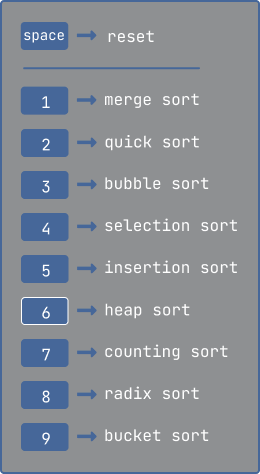 space → reset
1 → merge sort
2 → quick sort
3 → bubble sort
4 → selection sort
5 → insertion sort
6 → heap sort
7 → counting sort
8 → radix sort
9 → bucket sort